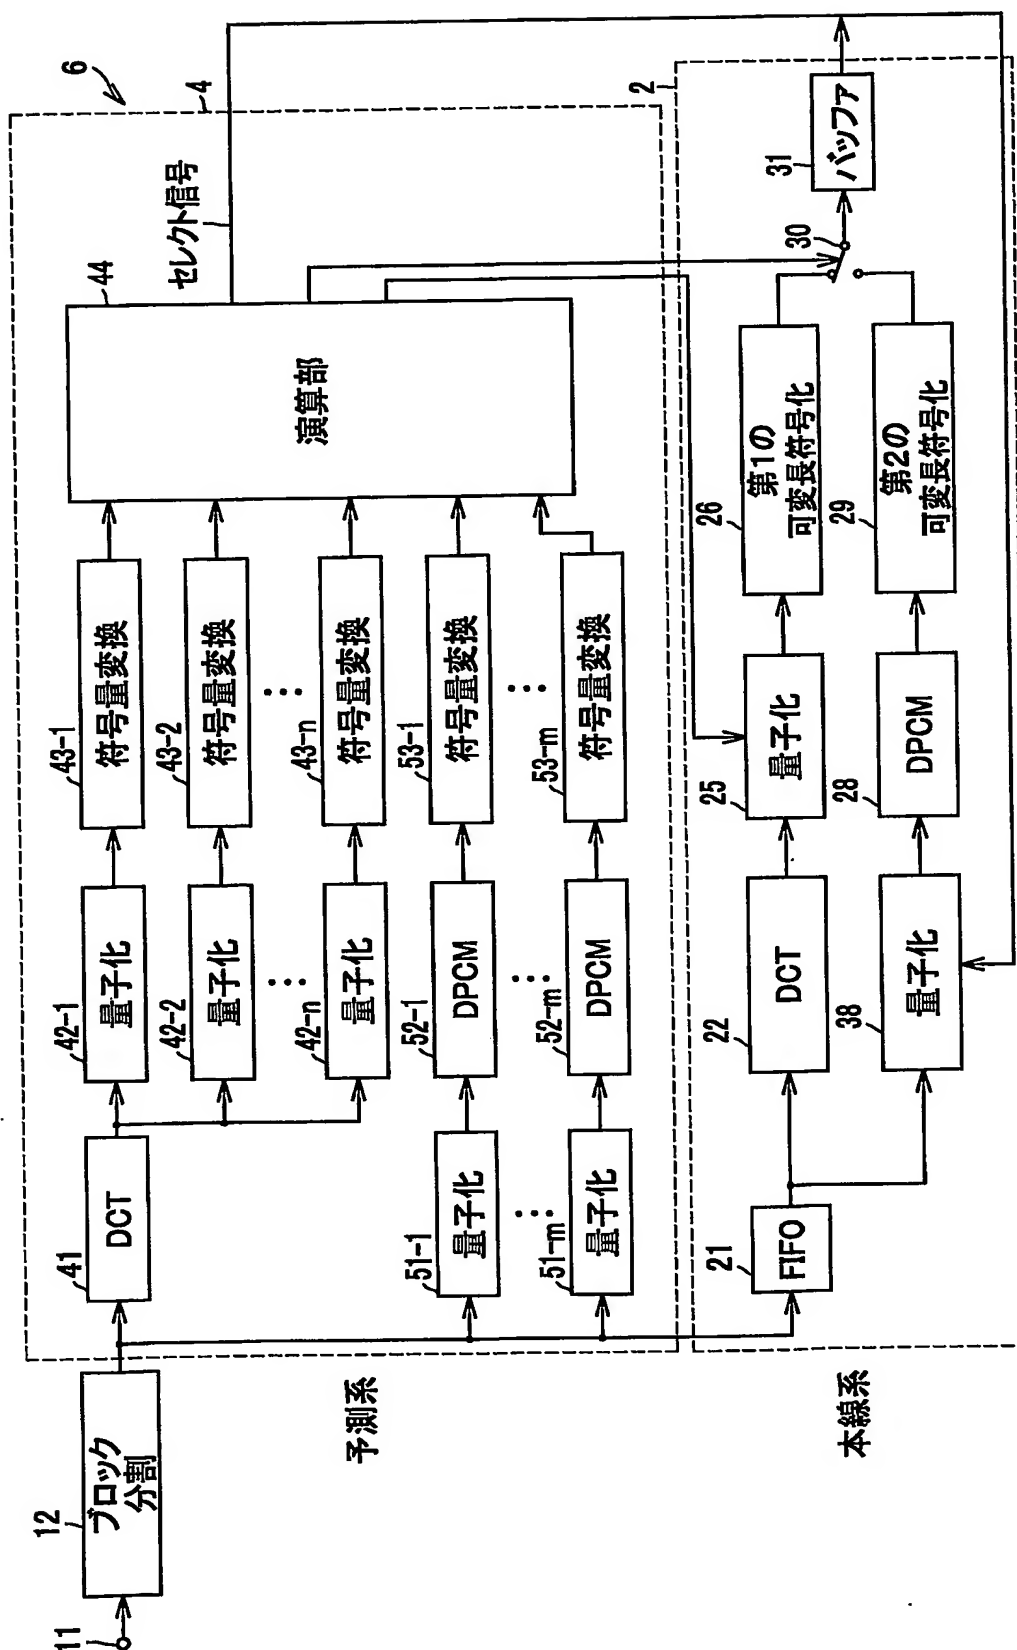 6
4
セレクト信号
44
演算部
43-1
符号量変換
43-2
符号量変換
43-n
符号量変換
53-1
符号量変換
53-m
符号量変換
42-1
量子化
42-2
量子化
42-n
量子化
52-1
DPCM
52-m
DPCM
41
DCT
51-1
量子化
51-m
量子化
12
ブロック
分割
11
予測系
2
31
バッファ
30
26
第1の
可変長符号化
29
第2の
可変長符号化
25
量子化
28
DPCM
22
DCT
38
量子化
21
FIFO
本線系